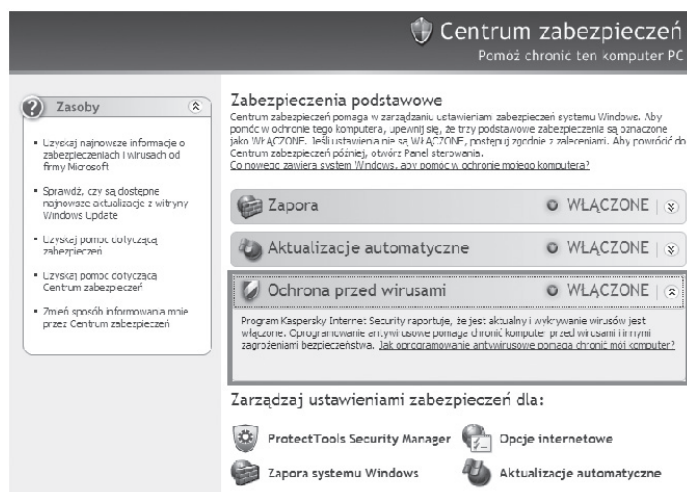 Centrum zabezpieczeń
Pomóż chronić ten komputer PC
Zasoby
Uzyskaj najnowsze informacje o
zabezpieczeniach i wirusach od
firmy Microsoft
Sprawdź, czy są dostępne
najnowsze aktualizacje z witryny
Windows Update
Uzyskaj pomoc dotyczącą
zabezpieczeń
Uzyskaj pomoc dotyczącą
Centrum zabezpieczeń
Zmień sposób informowania mnie
przez Centrum zabezpieczeń
Zabezpieczenia podstawowe
Centrum zabezpieczeń pomaga w zarządzaniu ustawieniami zabezpieczeń systemu Windows. Aby
pomóc w ochronie tego komputera, upewnij się, że trzy podstawowe zabezpieczenia są oznaczone
jako WŁĄCZONE. Jeśli ustawienia nie są WŁĄCZONE, postępuj zgodnie z zaleceniami. Aby powrócić do
Centrum zabezpieczeń później, otwórz Panel sterowania.
Co nowego zawiera system Windows, aby pomóc w ochronie mojego komputera?
Zapora WŁĄCZONE
Aktualizacje automatyczne WŁĄCZONE
Ochrona przed wirusami WŁĄCZONE
Program Kaspersky Internet Security raportuje, że jest aktualny i wykrywanie wirusów jest
włączone. Oprogramowanie antywirusowe pomaga chronić komputer przed wirusami i innymi
zagrożeniami bezpieczeństwa. Jak oprogramowanie antywirusowe pomaga chronić mój komputer?
Zarządzaj ustawieniami zabezpieczeń dla:
ProtectTools Security Manager Opcje internetowe
Zapora systemu Windows Aktualizacje automatyczne